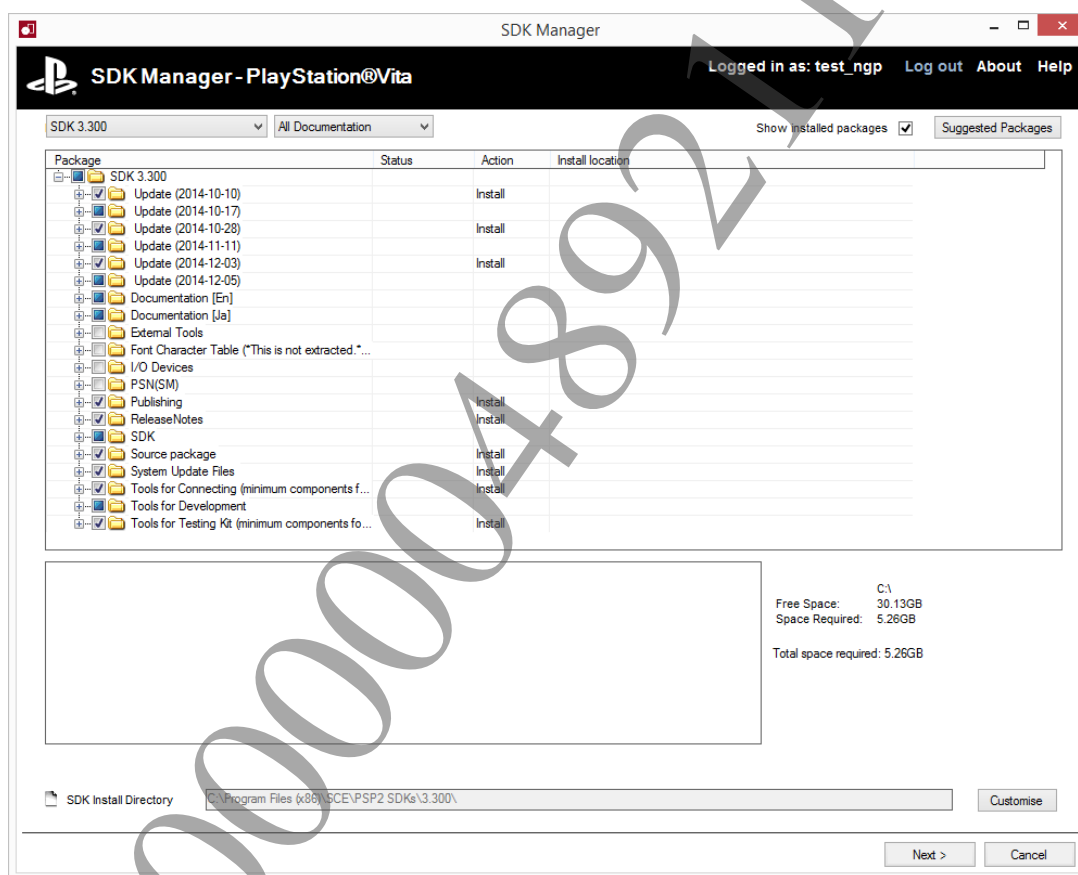 SDK Manager
SDK Manager - PlayStation®Vita
Logged in as: test_ngp Log out About Help
SDK 3.300 All Documentation Show installed packages Suggested Packages
Package Status Action Install location
SDK 3.300
Update (2014-10-10) Install
Update (2014-10-17)
Update (2014-10-28) Install
Update (2014-11-11)
Update (2014-12-03) Install
Update (2014-12-05)
Documentation [En]
Documentation [Ja]
External Tools
Font Character Table (*This is not extracted.*...
I/O Devices
PSN(SM)
Publishing Install
ReleaseNotes Install
SDK
Source package Install
System Update Files Install
Tools for Connecting (minimum components f... Install
Tools for Development
Tools for Testing Kit (minimum components fo... Install
C:\
Free Space: 30.13GB
Space Required: 5.26GB
Total space required: 5.26GB
SDK Install Directory C:\Program Files (x86)\SCE\PSP2 SDKs\3.300\ Customise
Next > Cancel